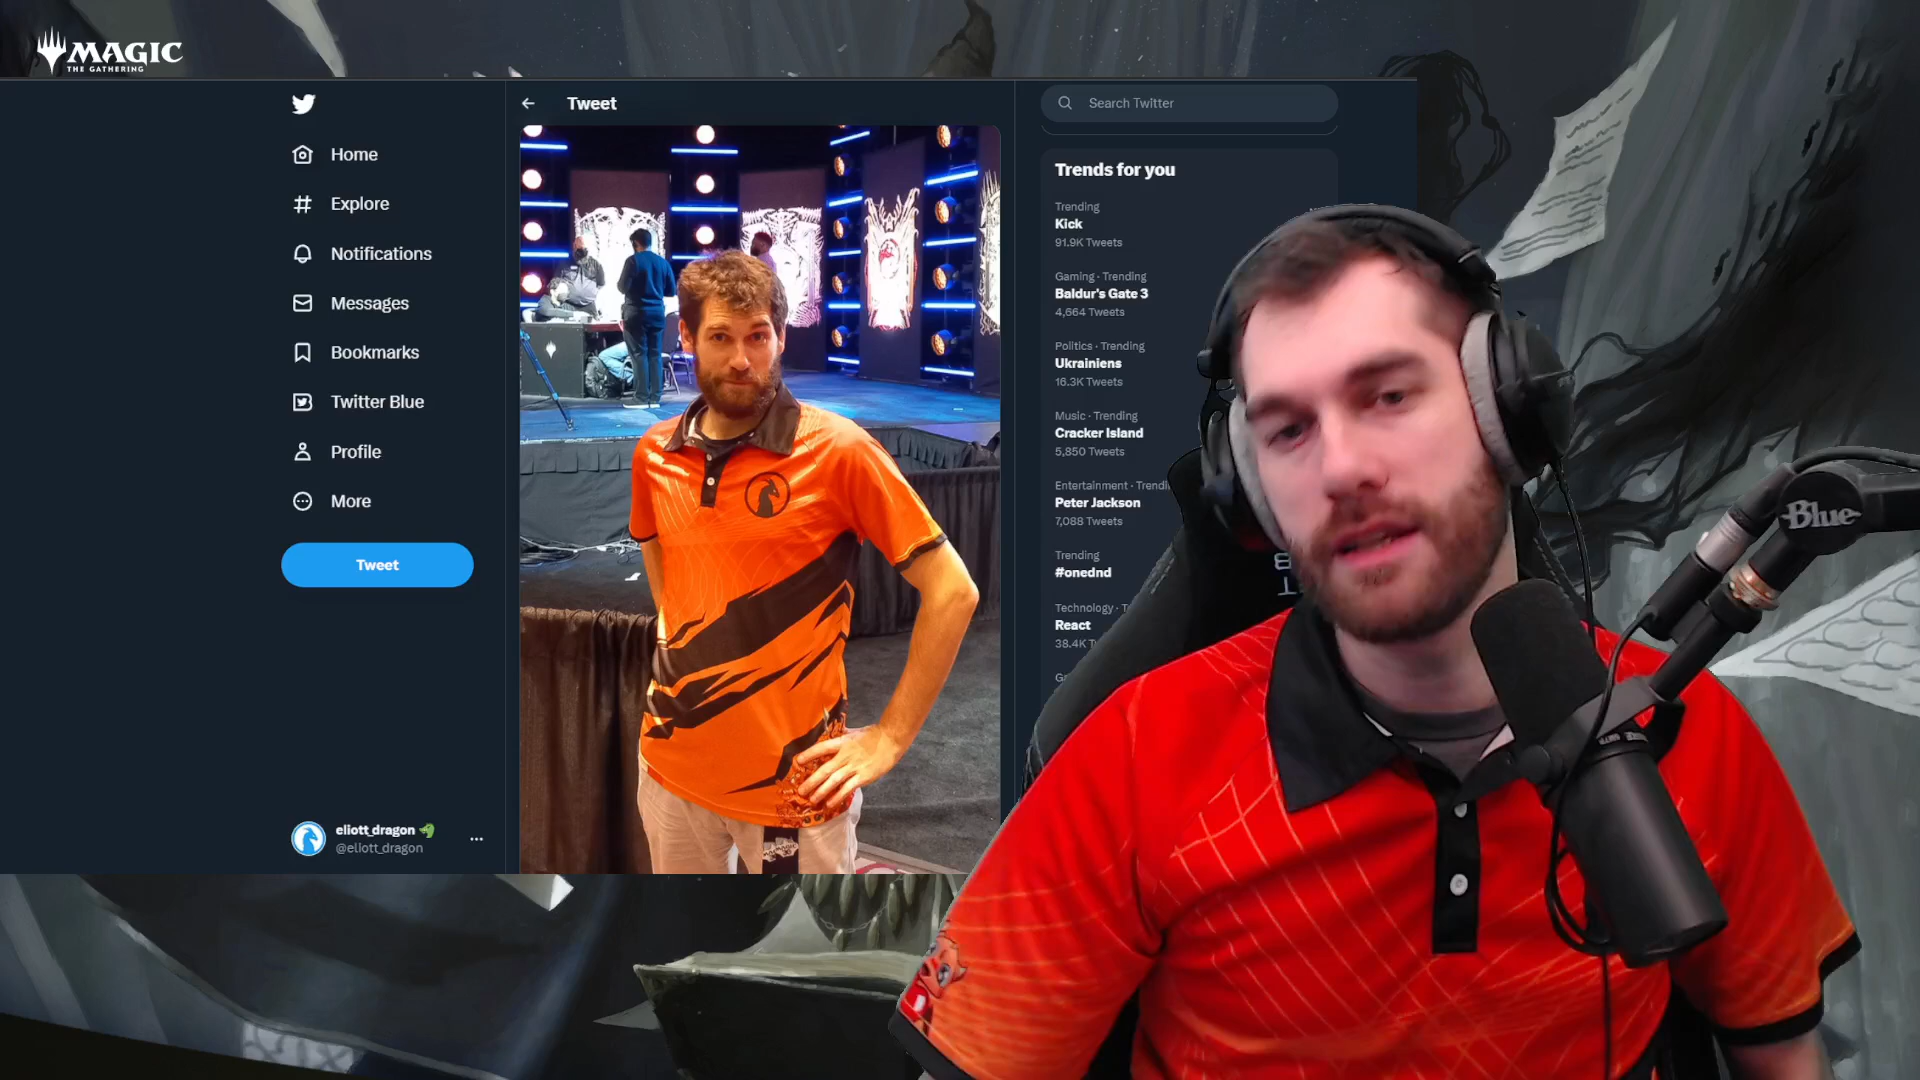 MAGIC
THE GATHERING
Tweet
Search Twitter
Home
Explore
Notifications
Messages
Bookmarks
Twitter Blue
Profile
More
Tweet
eliott_dragon
@eliott_dragon
Trends for you
Trending
Kick
91.9K Tweets
Gaming · Trending
Baldur's Gate 3
4,664 Tweets
Politics · Trending
Ukrainiens
16.3K Tweets
Music · Trending
Cracker Island
5,850 Tweets
Entertainment · Trendi
Peter Jackson
7,088 Tweets
Trending
#onednd
Technology · T
React
38.4K T
Ga
Blue